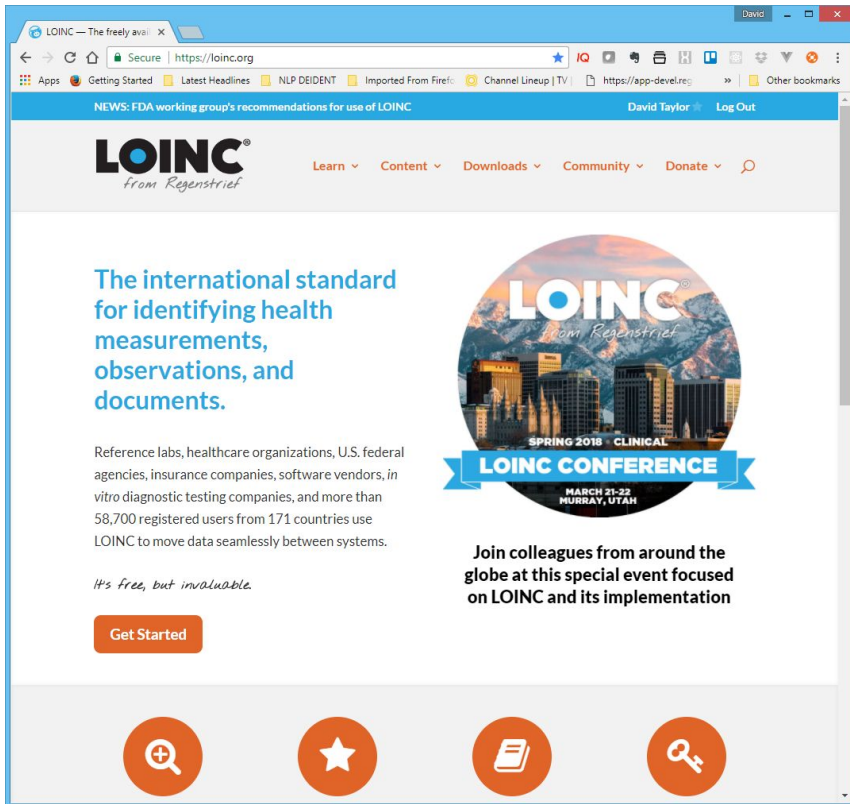 David
LOINC — The freely avail
Secure | https://loinc.org
IQ
Apps Getting Started Latest Headlines NLP DEIDENT Imported From Firefo Channel Lineup | TV | https://app-devel.reg » Other bookmarks
NEWS: FDA working group's recommendations for use of LOINC David Taylor Log Out
LOINC®
from Regenstrief
Learn Content Downloads Community Donate
The international standard
for identifying health
measurements,
observations, and
documents.
Reference labs, healthcare organizations, U.S. federal
agencies, insurance companies, software vendors, in
vitro diagnostic testing companies, and more than
58,700 registered users from 171 countries use
LOINC to move data seamlessly between systems.
It's free, but invaluable.
Get Started
LOINC®
from Regenstrief
SPRING 2018 • CLINICAL
LOINC CONFERENCE
MARCH 21-22
MURRAY, UTAH
Join colleagues from around the
globe at this special event focused
on LOINC and its implementation